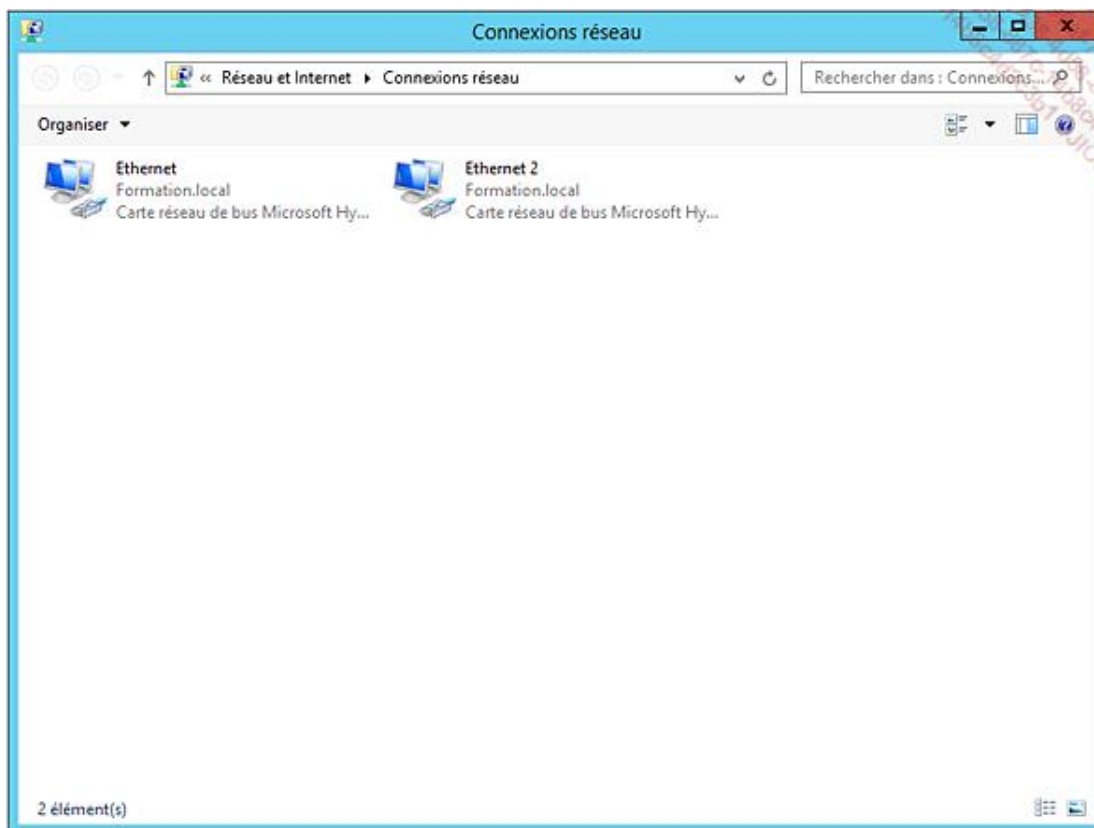 Connexions réseau
« Réseau et Internet Connexions réseau
Rechercher dans : Connexions...
Organiser
Ethernet
Formation.local
Carte réseau de bus Microsoft Hy...
Ethernet 2
Formation.local
Carte réseau de bus Microsoft Hy...
2 élément(s)